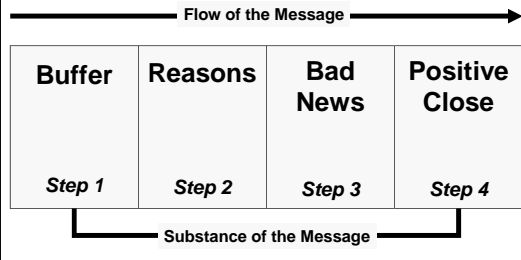 Flow of the Message
Buffer
Step 1
Reasons
Step 2
Bad
News
Step 3
Positive
Close
Step 4
Substance of the Message